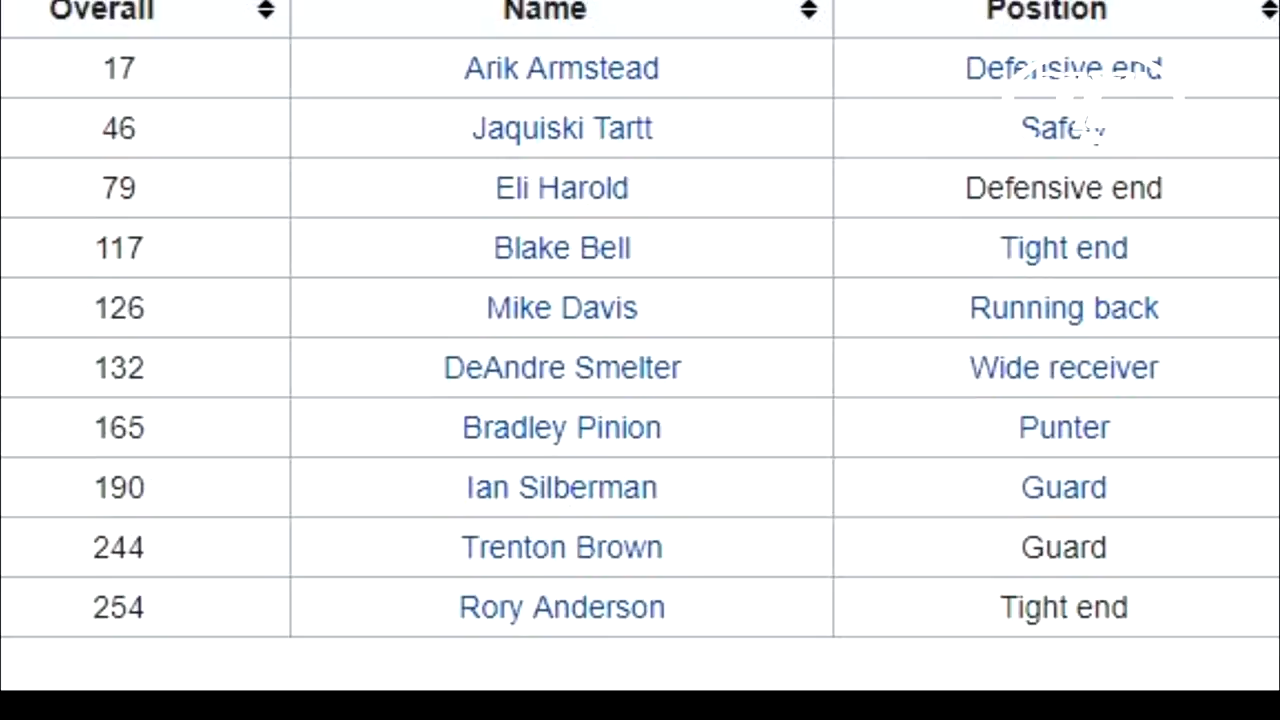 Overall Name Position
17 Arik Armstead Defensive end
46 Jaquiski Tartt Safety
79 Eli Harold Defensive end
117 Blake Bell Tight end
126 Mike Davis Running back
132 DeAndre Smelter Wide receiver
165 Bradley Pinion Punter
190 Ian Silberman Guard
244 Trenton Brown Guard
254 Rory Anderson Tight end